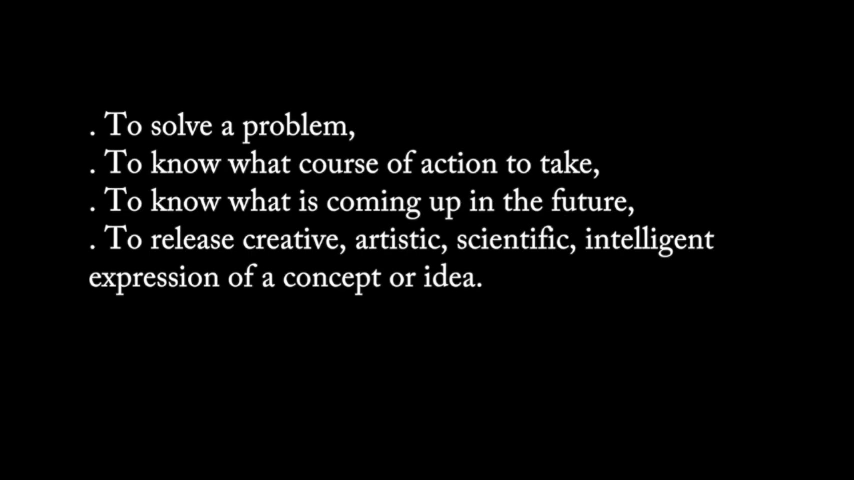 . To solve a problem,
. To know what course of action to take,
. To know what is coming up in the future,
. To release creative, artistic, scientific, intelligent
expression of a concept or idea.